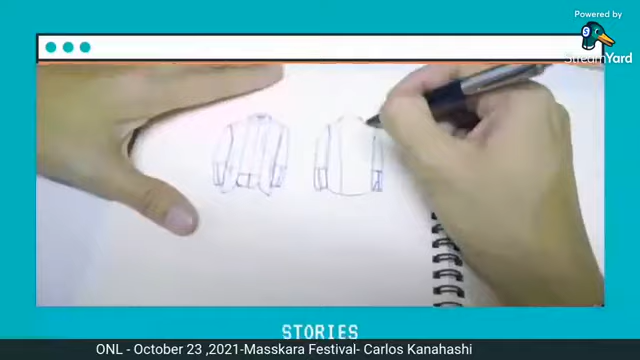 Powered by
StreamYard
STORIES
ONL - October 23 ,2021-Masskara Festival- Carlos Kanahashi